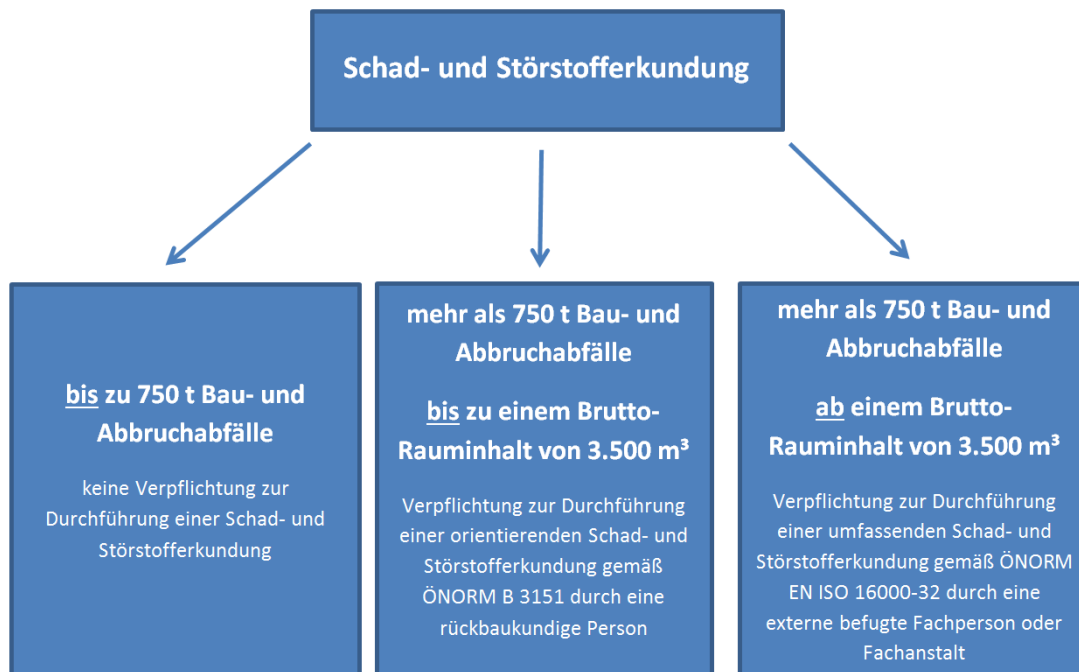 Schad- und Störstofferkundung
bis zu 750 t Bau- und
Abbruchabfälle
keine Verpflichtung zur
Durchführung einer Schad- und
Störstofferkundung
mehr als 750 t Bau- und
Abbruchabfälle
bis zu einem Brutto-
Rauminhalt von 3.500 m³
Verpflichtung zur Durchführung
einer orientierenden Schad- und
Störstofferkundung gemäß
ÖNORM B 3151 durch eine
rückbaukundige Person
mehr als 750 t Bau- und
Abbruchabfälle
ab einem Brutto-
Rauminhalt von 3.500 m³
Verpflichtung zur Durchführung
einer umfassenden Schad- und
Störstofferkundung gemäß ÖNORM
EN ISO 16000-32 durch eine
externe befugte Fachperson oder
Fachanstalt